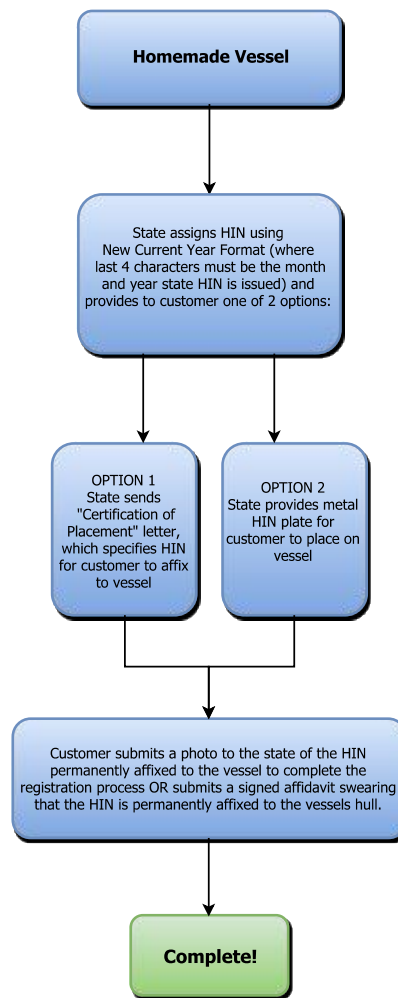 Homemade Vessel
State assigns HIN using
New Current Year Format (where
last 4 characters must be the month
and year state HIN is issued) and
provides to customer one of 2 options:
OPTION 1
State sends
"Certification of
Placement" letter,
which specifies HIN
for customer to affix
to vessel
OPTION 2
State provides metal
HIN plate for
customer to place on
vessel
Customer submits a photo to the state of the HIN
permanently affixed to the vessel to complete the
registration process OR submits a signed affidavit swearing
that the HIN is permanently affixed to the vessels hull.
Complete!